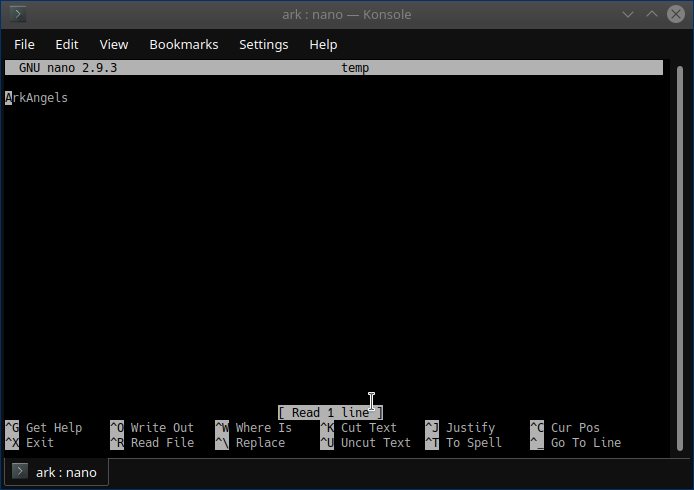 ark : nano — Konsole
File Edit View Bookmarks Settings Help
GNU nano 2.9.3 temp
ArkAngels
[ Read 1 line ]
^G Get Help ^O Write Out ^W Where Is ^K Cut Text ^J Justify ^C Cur Pos
^X Exit ^R Read File ^\ Replace ^U Uncut Text ^T To Spell ^_ Go To Line
ark : nano